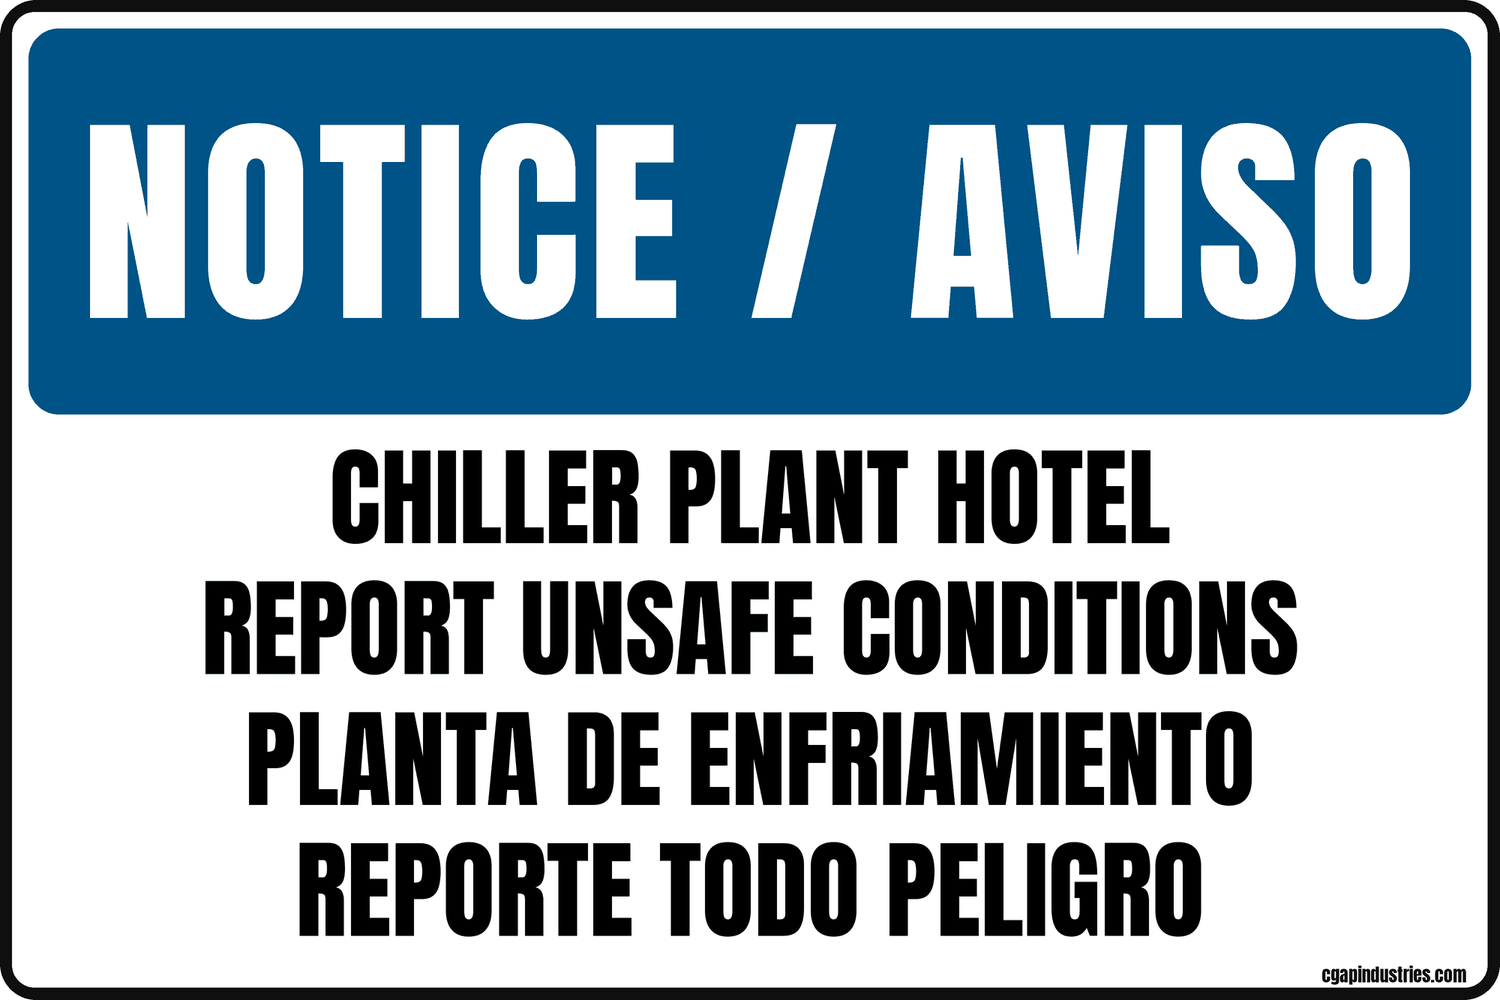 NOTICE / AVISO
CHILLER PLANT HOTEL
REPORT UNSAFE CONDITIONS
PLANTA DE ENFRIAMIENTO
REPORTE TODO PELIGRO
cgapindustries.com